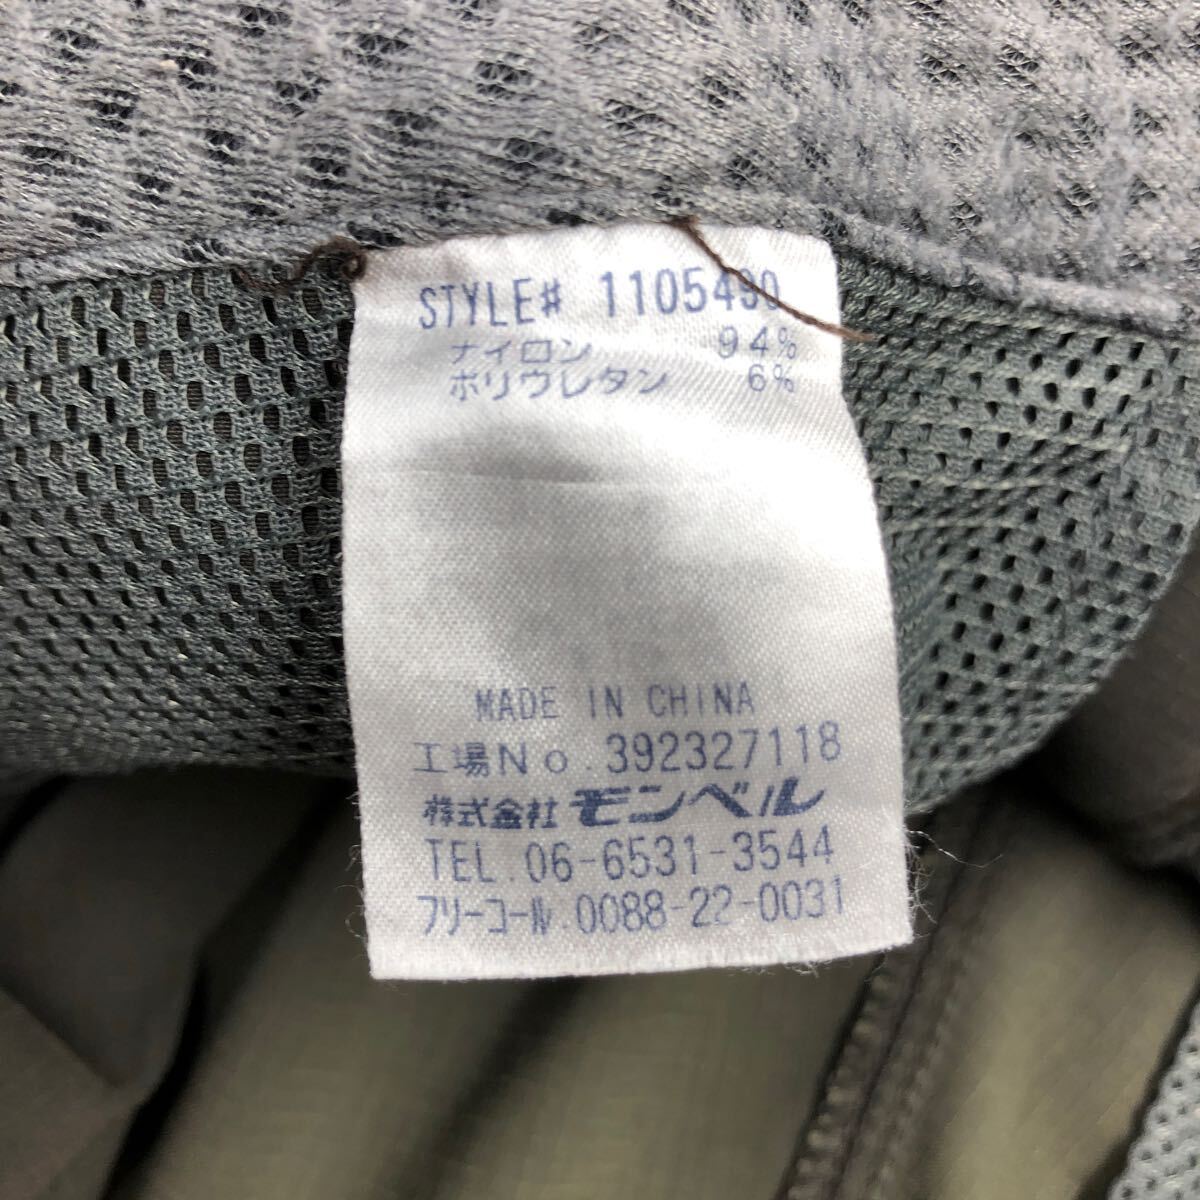 STYLE# 1105490
ナイロン 94%
ポリウレタン 6%
MADE IN CHINA
工場No.392327118
株式会社 モンベル
TEL.06-6531-3544
フリーコール.0088-22-0031